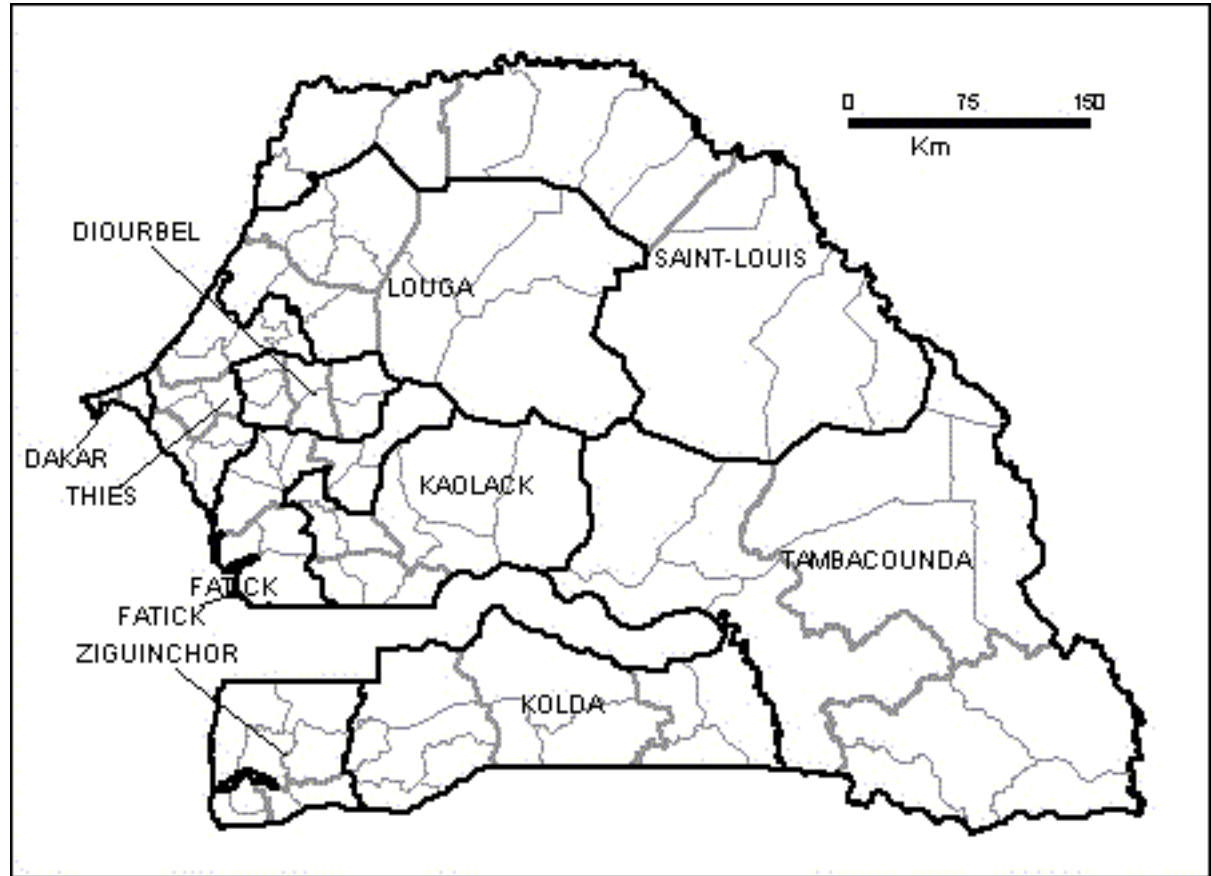 0 75 150
Km
DIOURBEL
SAINT-LOUIS
LOUGA
DAKAR
THIES
KAOLACK
TAMBACOUNDA
FATICK
FATICK
ZIGUINCHOR
KOLDA